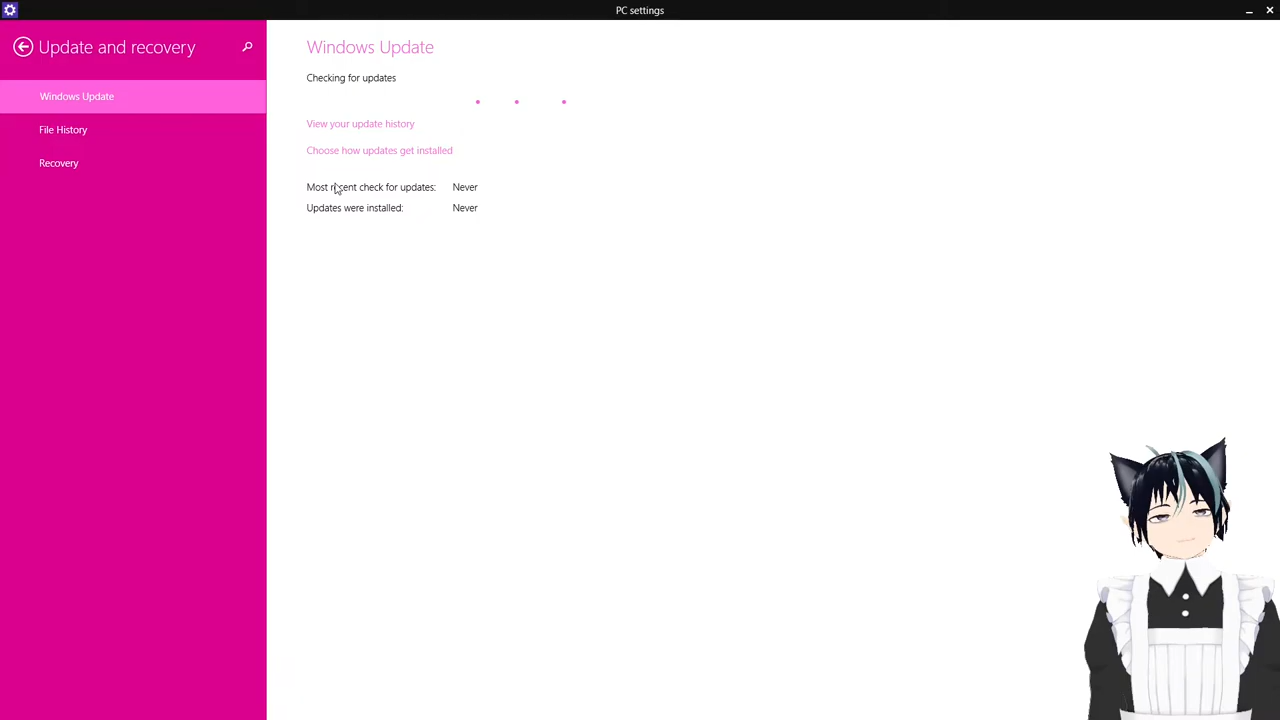 PC settings
Update and recovery
Windows Update
File History
Recovery
Windows Update
Checking for updates
View your update history
Choose how updates get installed
Most recent check for updates: Never
Updates were installed: Never